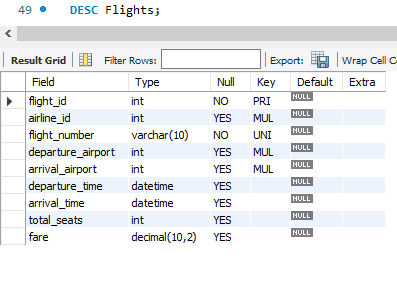 49 DESC Flights;
Result Grid Filter Rows: Export: Wrap Cell Co
Field Type Null Key Default Extra
flight_id int NO PRI NULL
airline_id int YES MUL NULL
flight_number varchar(10) NO UNI NULL
departure_airport int YES MUL NULL
arrival_airport int YES MUL NULL
departure_time datetime YES NULL
arrival_time datetime YES NULL
total_seats int YES NULL
fare decimal(10,2) YES NULL